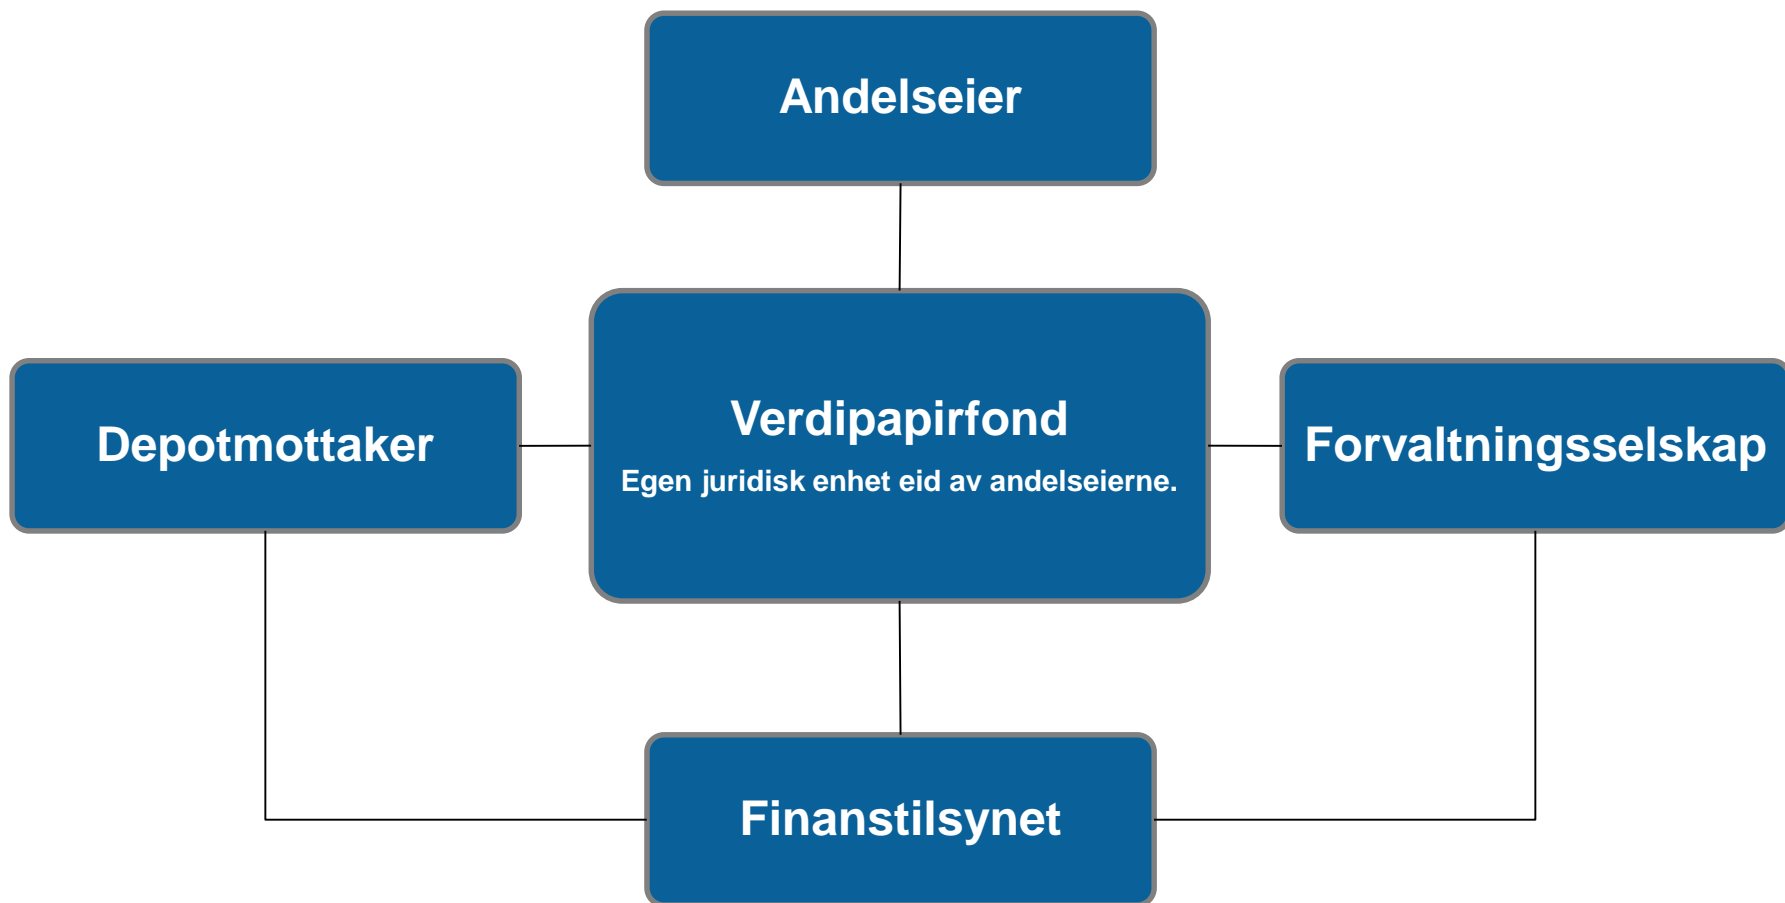 Andelseier
Verdipapirfond
Egen juridisk enhet eid av andelseierne.
Depotmottaker
Forvaltningsselskap
Finanstilsynet